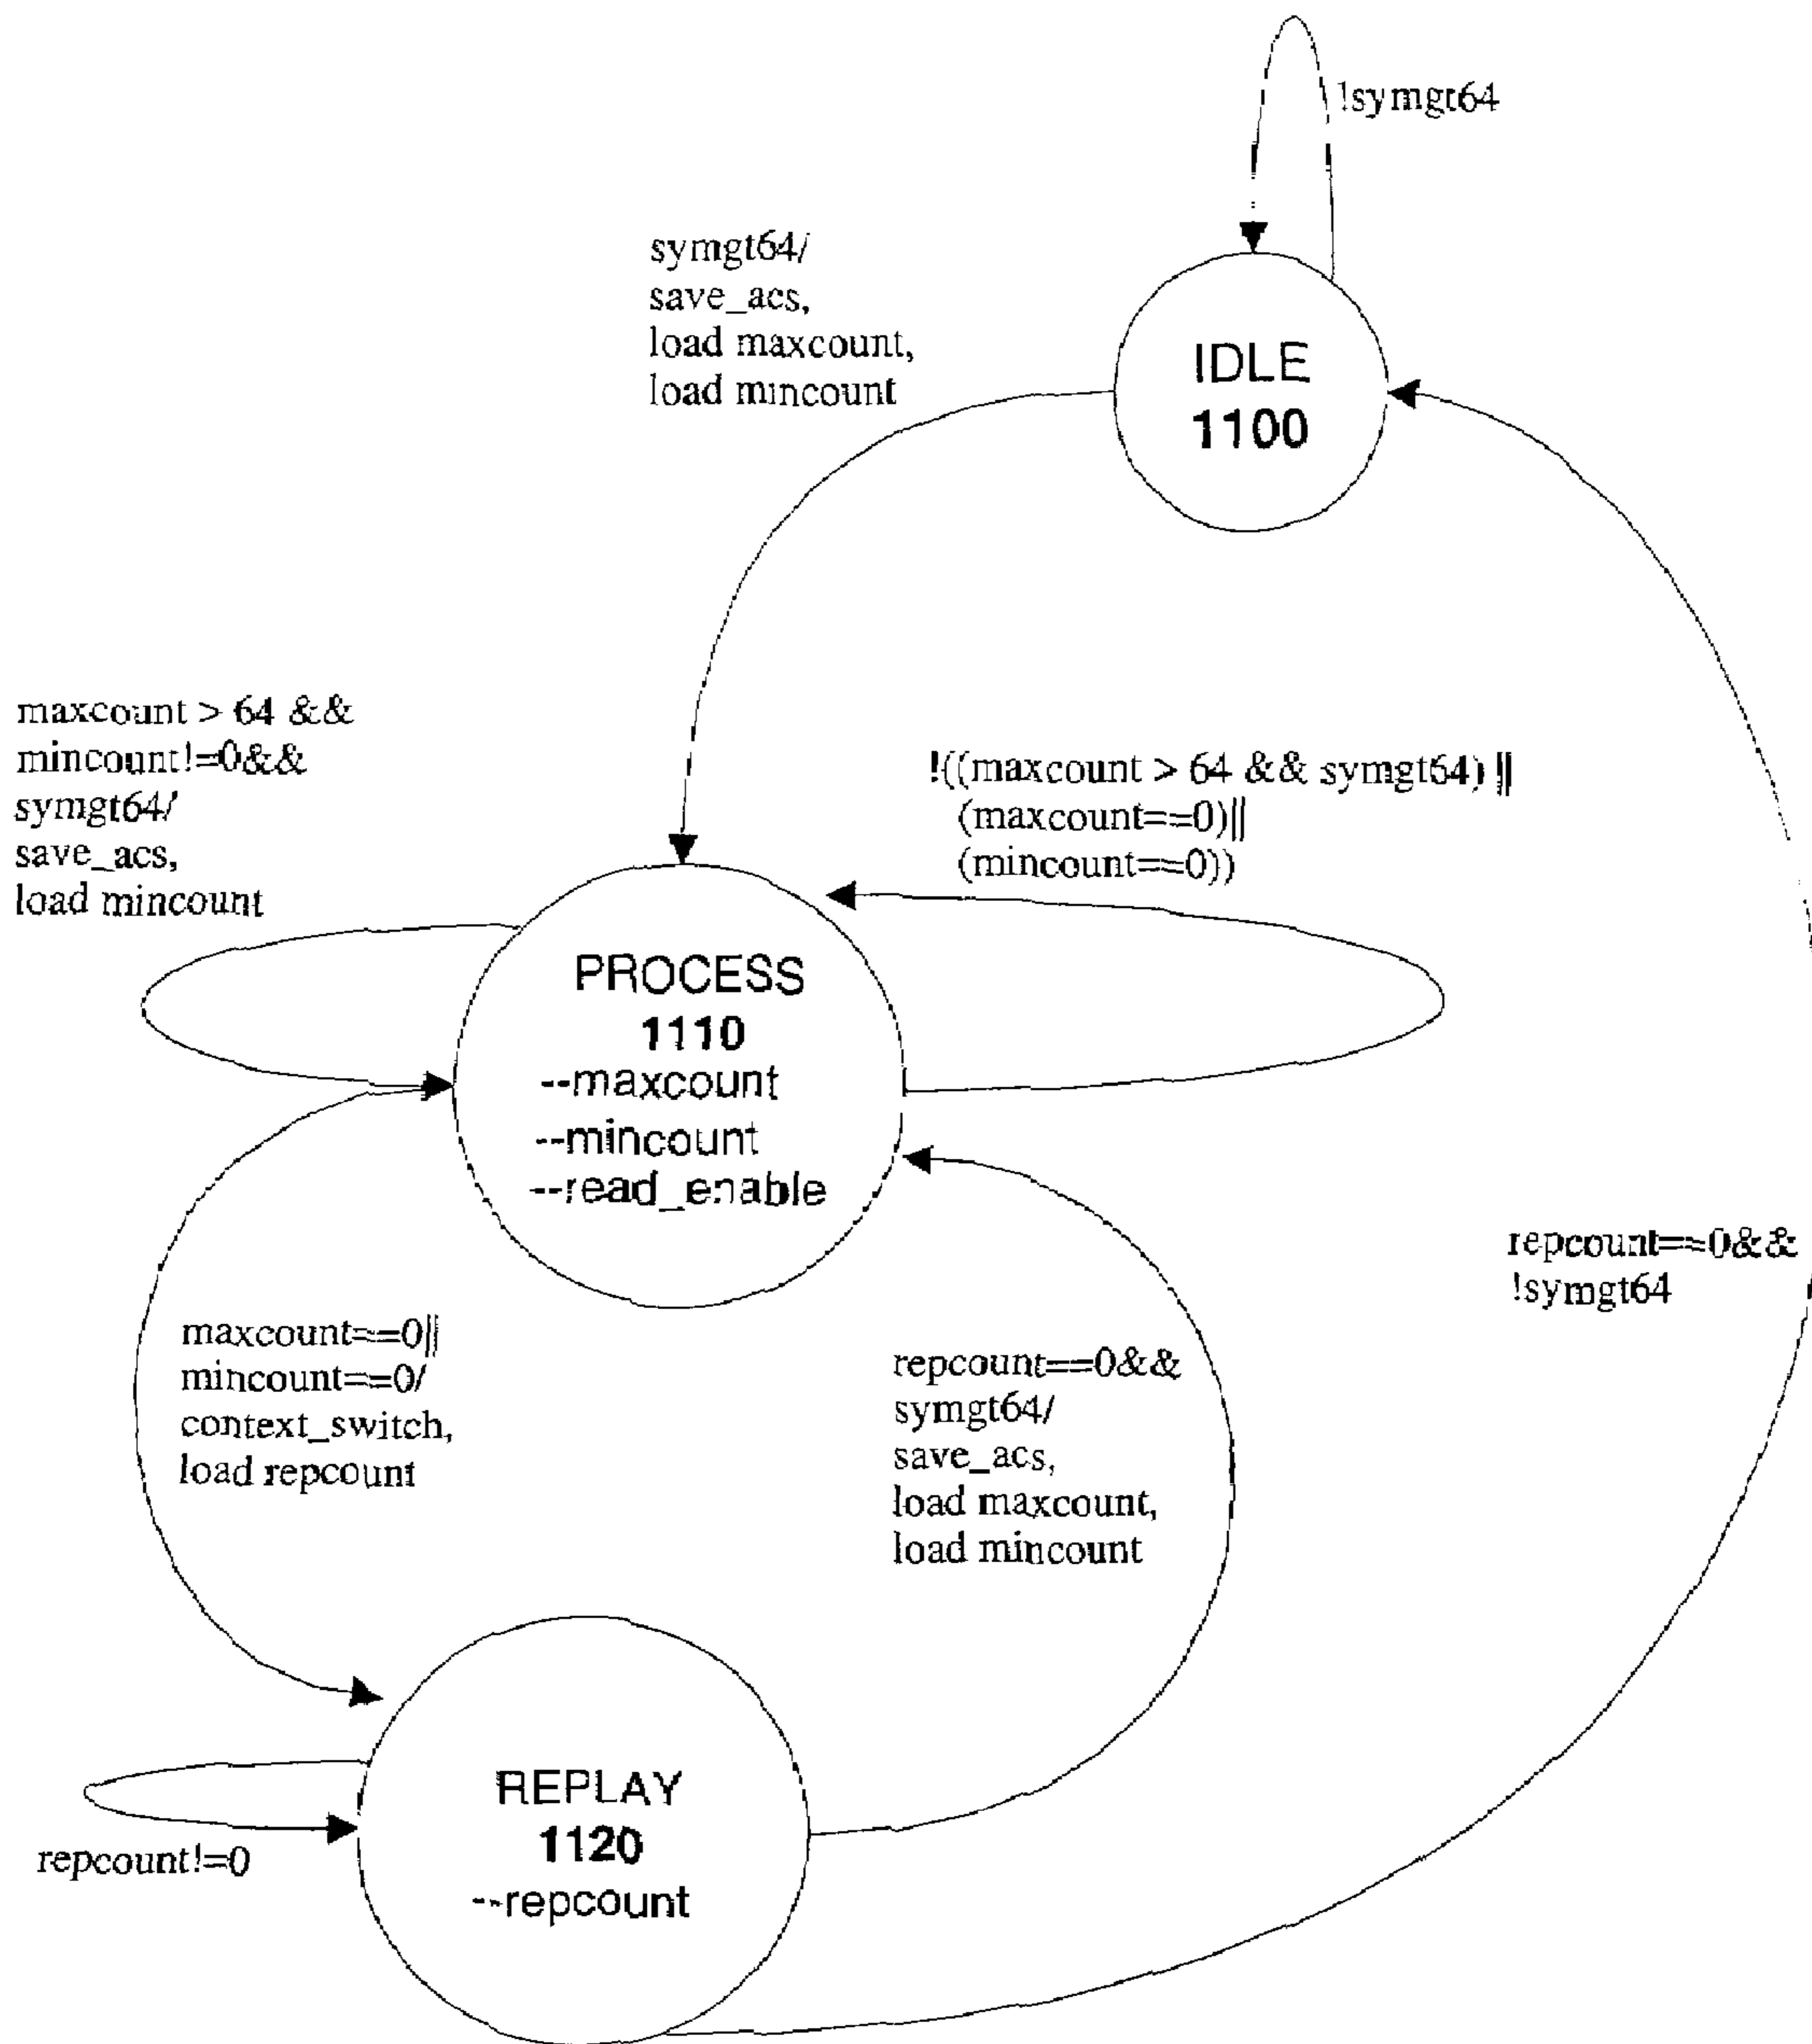 !symgt64
symgt64/
save_acs,
load maxcount,
load mincount
IDLE
1100
maxcount > 64 &&
mincount!=0&&
symgt64/
save_acs,
load mincount
!((maxcount > 64 && symgt64) ||
(maxcount==0)||
(mincount==0))
PROCESS
1110
--maxcount
--mincount
--read_enable
repcount==0&&
!symgt64
maxcount==0||
mincount==0/
context_switch,
load repcount
repcount==0&&
symgt64/
save_acs,
load maxcount,
load mincount
REPLAY
1120
--repcount
repcount!=0